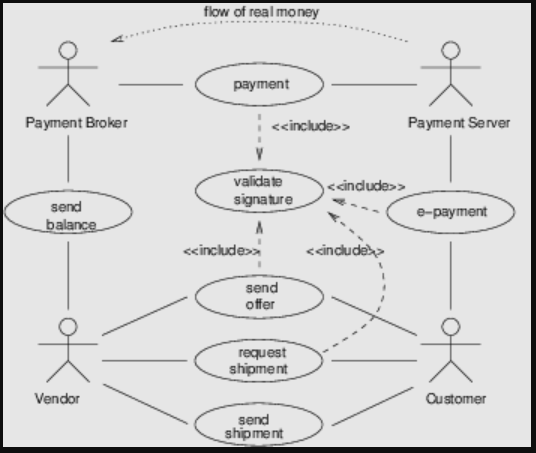 flow of real money
payment
Payment Broker
Payment Server
<<include>>
validate
signature
<<include>>
send
balance
e-payment
<<include>>
<<include>>
send
offer
request
shipment
Vendor
Customer
send
shipment